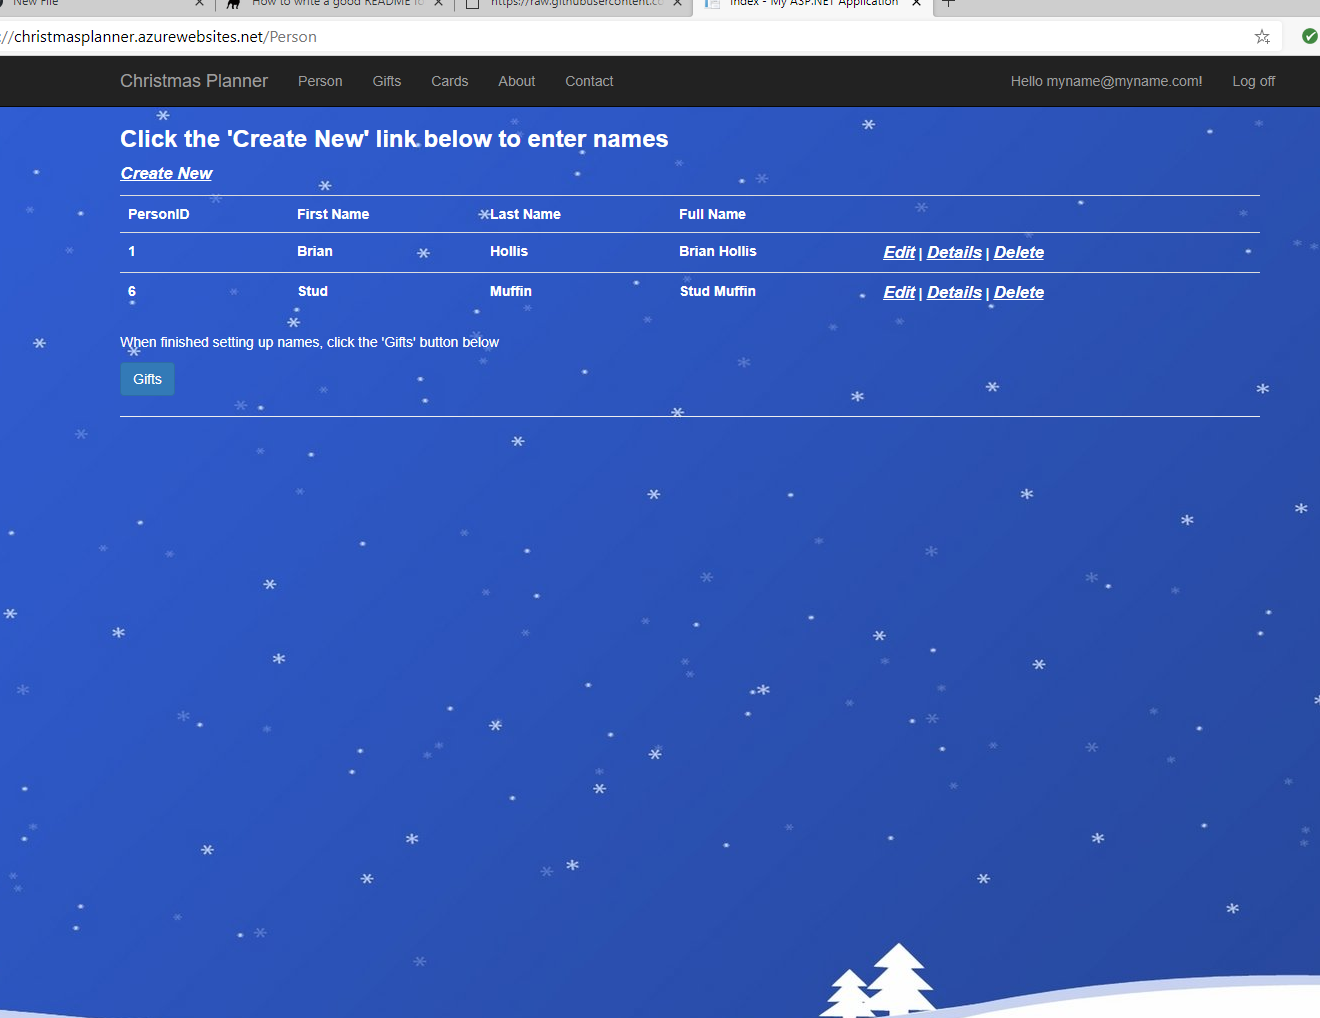 New File
How to write a good README fo
https://raw.githubusercontent.co
Index - My ASP.NET Application
://christmasplanner.azurewebsites.net/Person
Christmas Planner Person Gifts Cards About Contact Hello myname@myname.com! Log off
Click the 'Create New' link below to enter names
Create New
PersonID First Name Last Name Full Name
1 Brian Hollis Brian Hollis Edit | Details | Delete
6 Stud Muffin Stud Muffin Edit | Details | Delete
When finished setting up names, click the 'Gifts' button below
Gifts